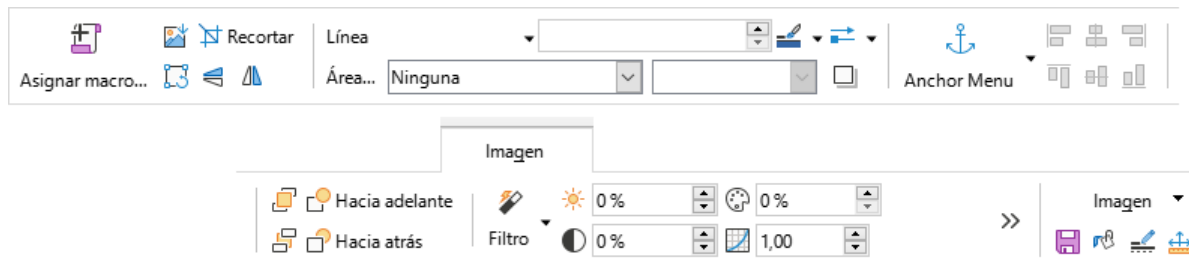 Recortar Línea
Asignar macro... Área... Ninguna Anchor Menu
Imagen
Hacia adelante 0 % 0 % Imagen
Hacia atrás Filtro 0 % 1,00